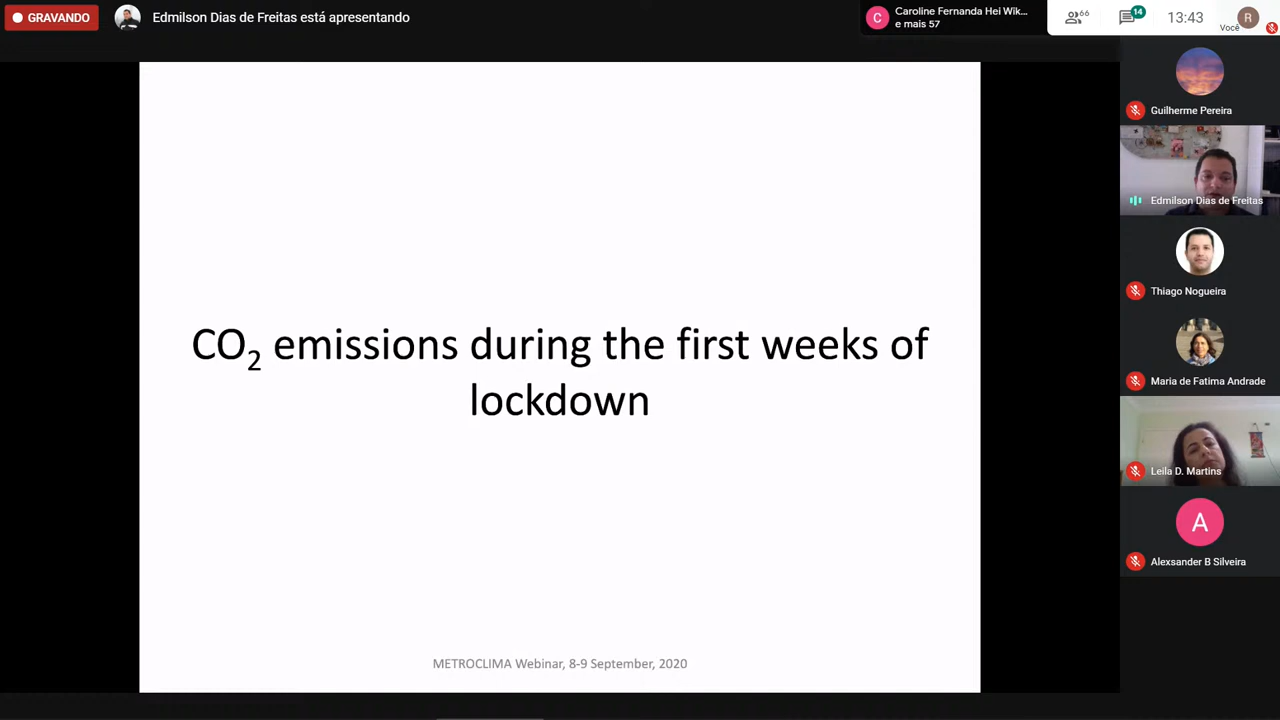 GRAVANDO
Edmilson Dias de Freitas está apresentando
C
Caroline Fernanda Hei Wik...
e mais 57
66
14
13:43
Você
R
Guilherme Pereira
Edmilson Dias de Freitas
Thiago Nogueira
Maria de Fatima Andrade
Leila D. Martins
A
Alexsander B Silveira
CO₂ emissions during the first weeks of
lockdown
METROCLIMA Webinar, 8-9 September, 2020